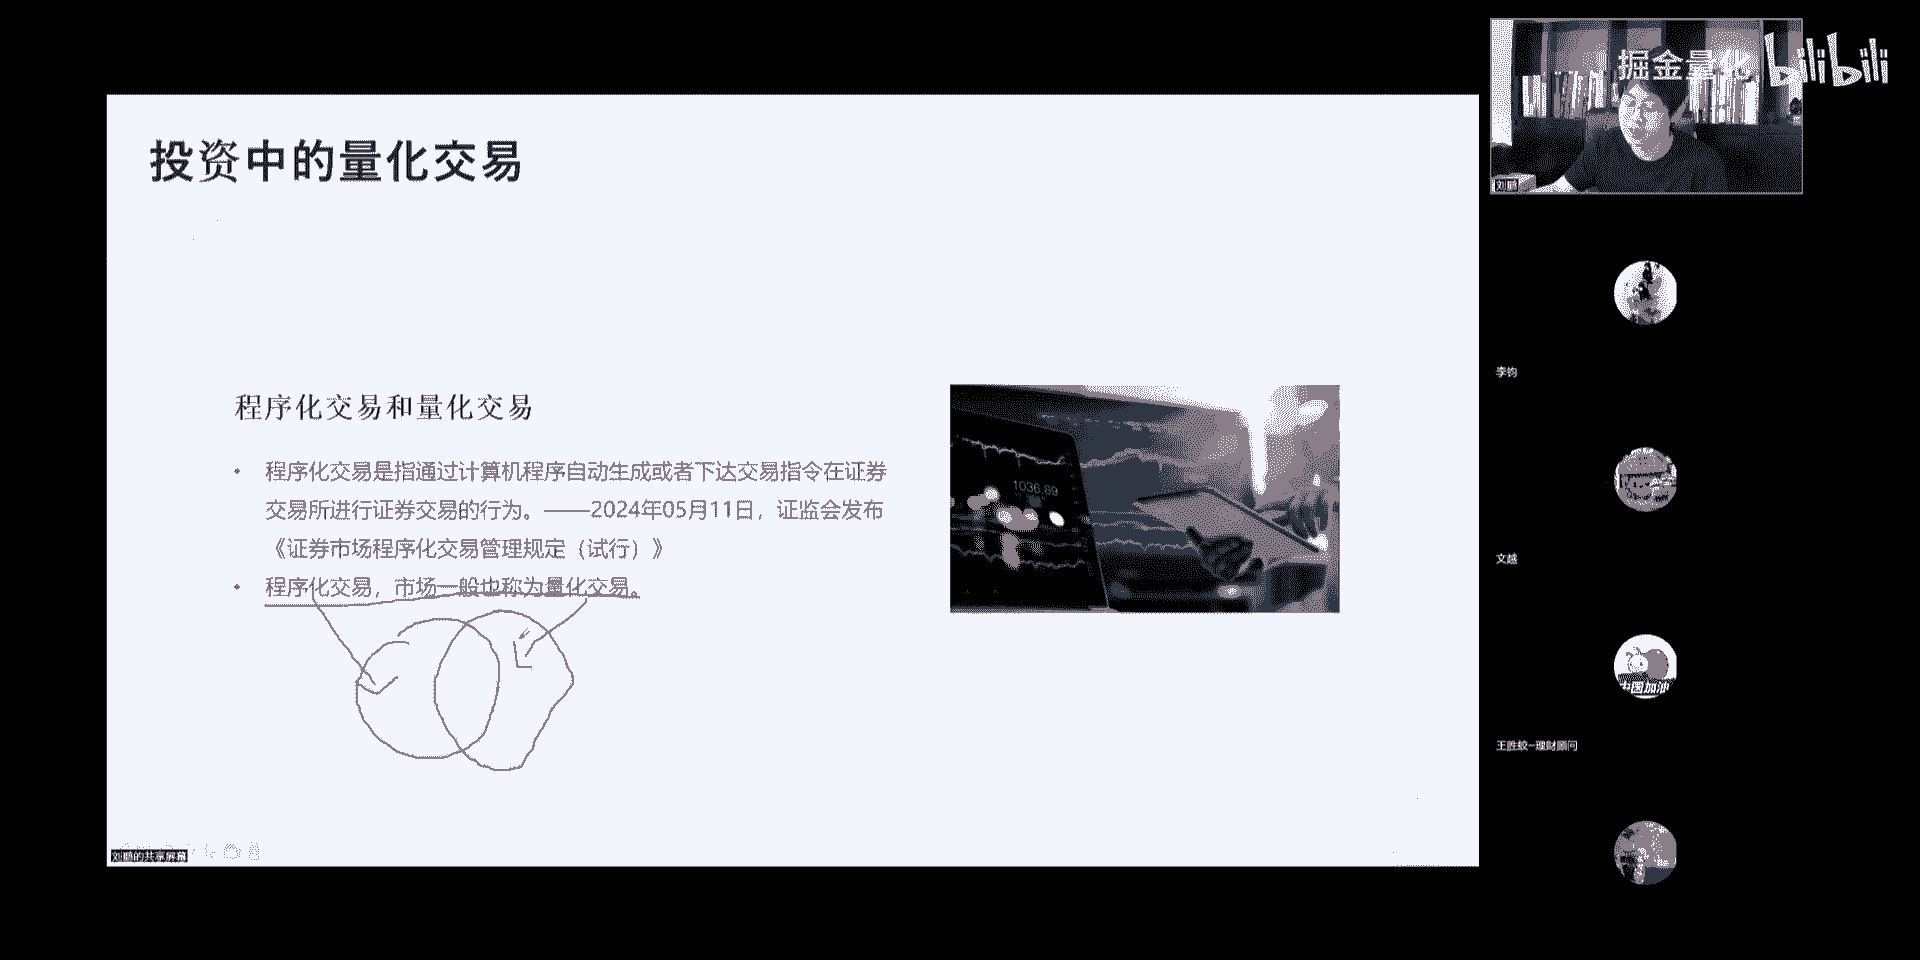 投资中的量化交易
掘金量化 bilibili
刘鹏
程序化交易和量化交易
• 程序化交易是指通过计算机程序自动生成或者下达交易指令在证券
交易所进行证券交易的行为。——2024年05月11日，证监会发布
《证券市场程序化交易管理规定（试行）》
• 程序化交易，市场一般也称为量化交易。
1036.89
李钧
文越
中国加油
王胜蛟-理财顾问
刘鹏的共享屏幕